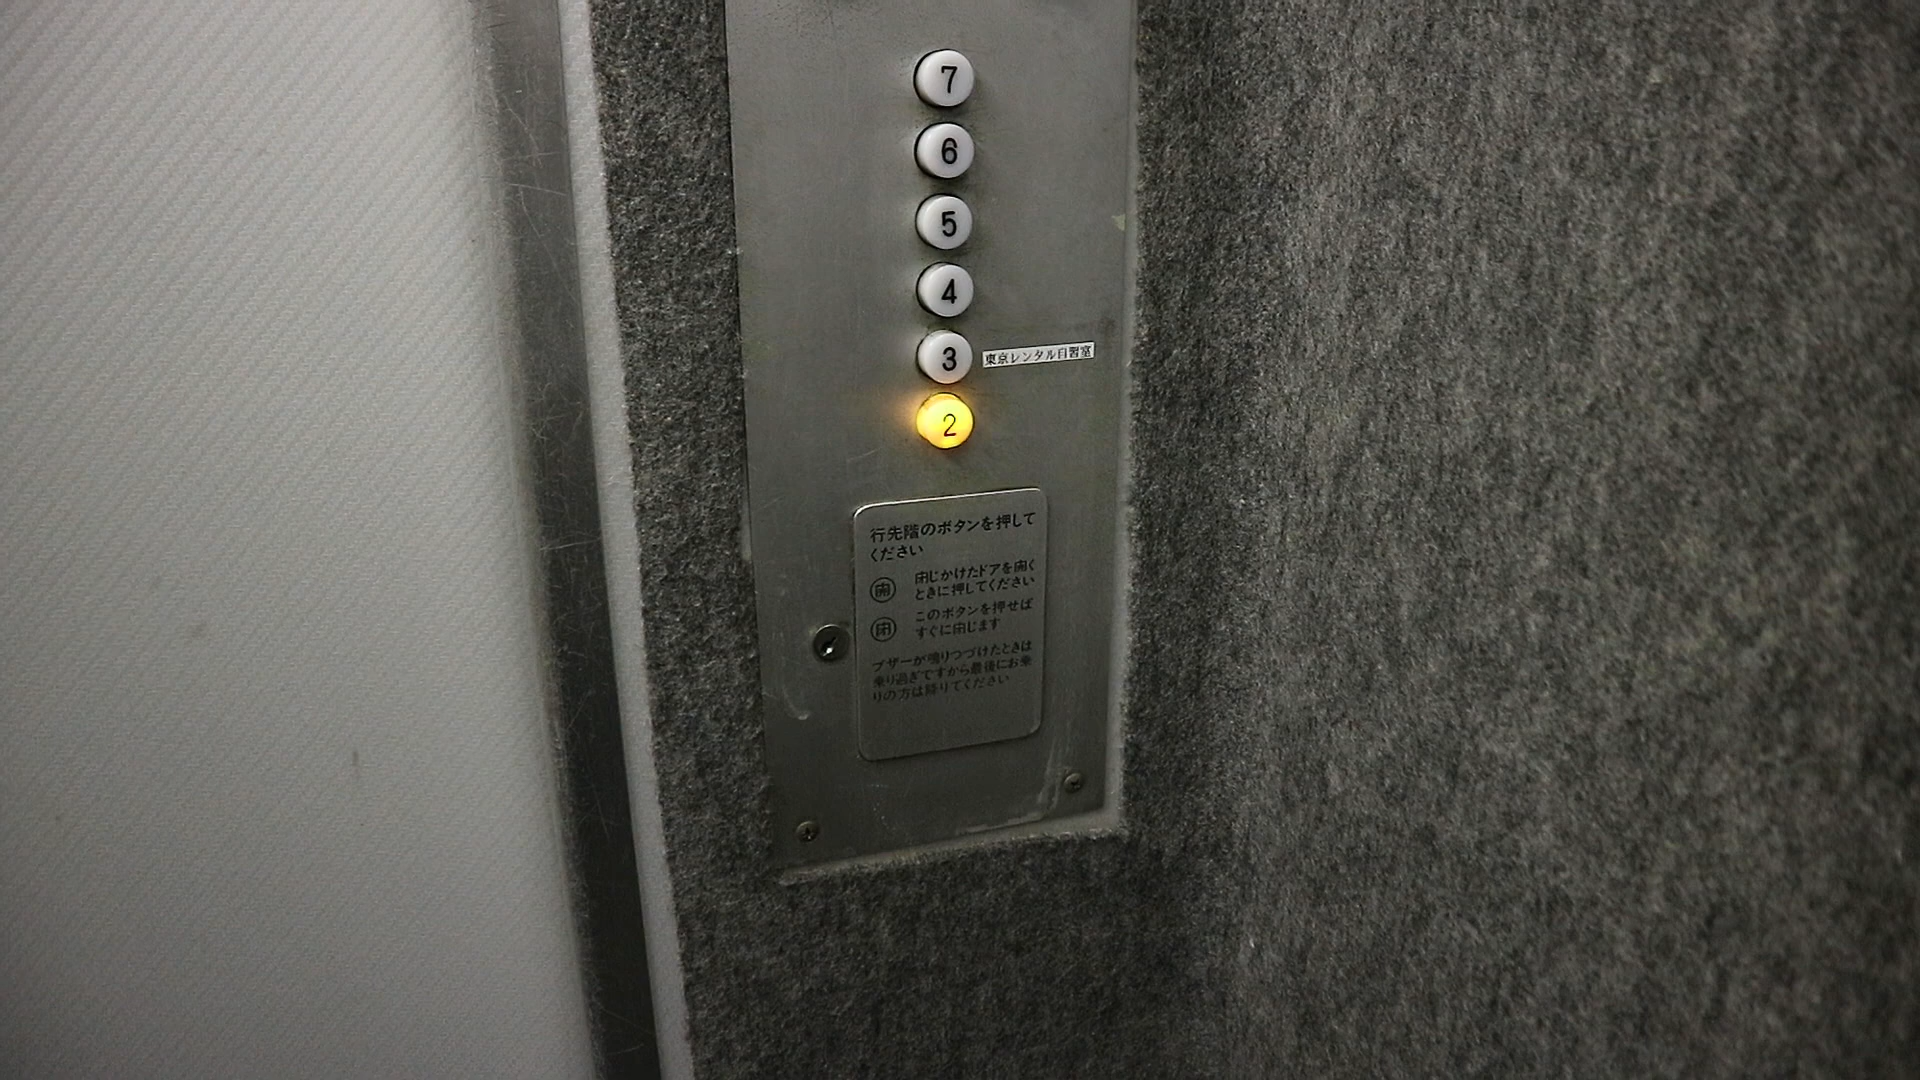 7
6
5
4
3 東京レンタル自習室
2
行先階のボタンを押して
ください
開 閉じかけたドアを開く
ときに押してください
閉 このボタンを押せば
すぐに閉じます
ブザーが鳴りつづけたときは
乗り過ぎですから最後にお乗
りの方は降りてください